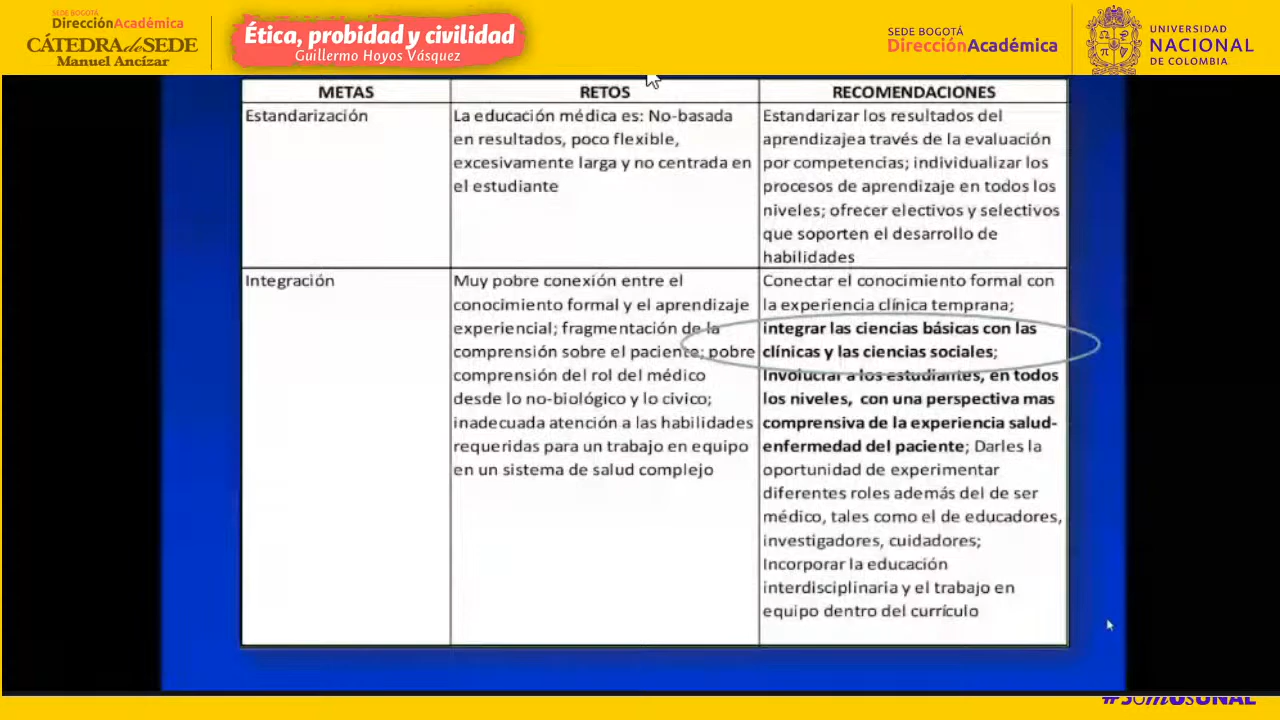 SEDE BOGOTÁ
DirecciónAcadémica
CÁTEDRAdeSEDE
Manuel Ancízar
Ética, probidad y civilidad
Guillermo Hoyos Vásquez
SEDE BOGOTÁ
DirecciónAcadémica
UNIVERSIDAD
NACIONAL
DE COLOMBIA
METAS
RETOS
RECOMENDACIONES
Estandarización
La educación médica es: No-basada
en resultados, poco flexible,
excesivamente larga y no centrada en
el estudiante
Estandarizar los resultados del
aprendizajea través de la evaluación
por competencias; individualizar los
procesos de aprendizaje en todos los
niveles; ofrecer electivos y selectivos
que soporten el desarrollo de
habilidades
Integración
Muy pobre conexión entre el
conocimiento formal y el aprendizaje
experiencial; fragmentación de la
comprensión sobre el paciente; pobre
comprensión del rol del médico
desde lo no-biológico y lo civico;
inadecuada atención a las habilidades
requeridas para un trabajo en equipo
en un sistema de salud complejo
Conectar el conocimiento formal con
la experiencia clínica temprana;
integrar las ciencias básicas con las
clínicas y las ciencias sociales;
Involucrar a los estudiantes, en todos
los niveles, con una perspectiva mas
comprensiva de la experiencia salud-
enfermedad del paciente; Darles la
oportunidad de experimentar
diferentes roles además del de ser
médico, tales como el de educadores,
investigadores, cuidadores;
Incorporar la educación
interdisciplinaria y el trabajo en
equipo dentro del currículo
#SomosUNAL